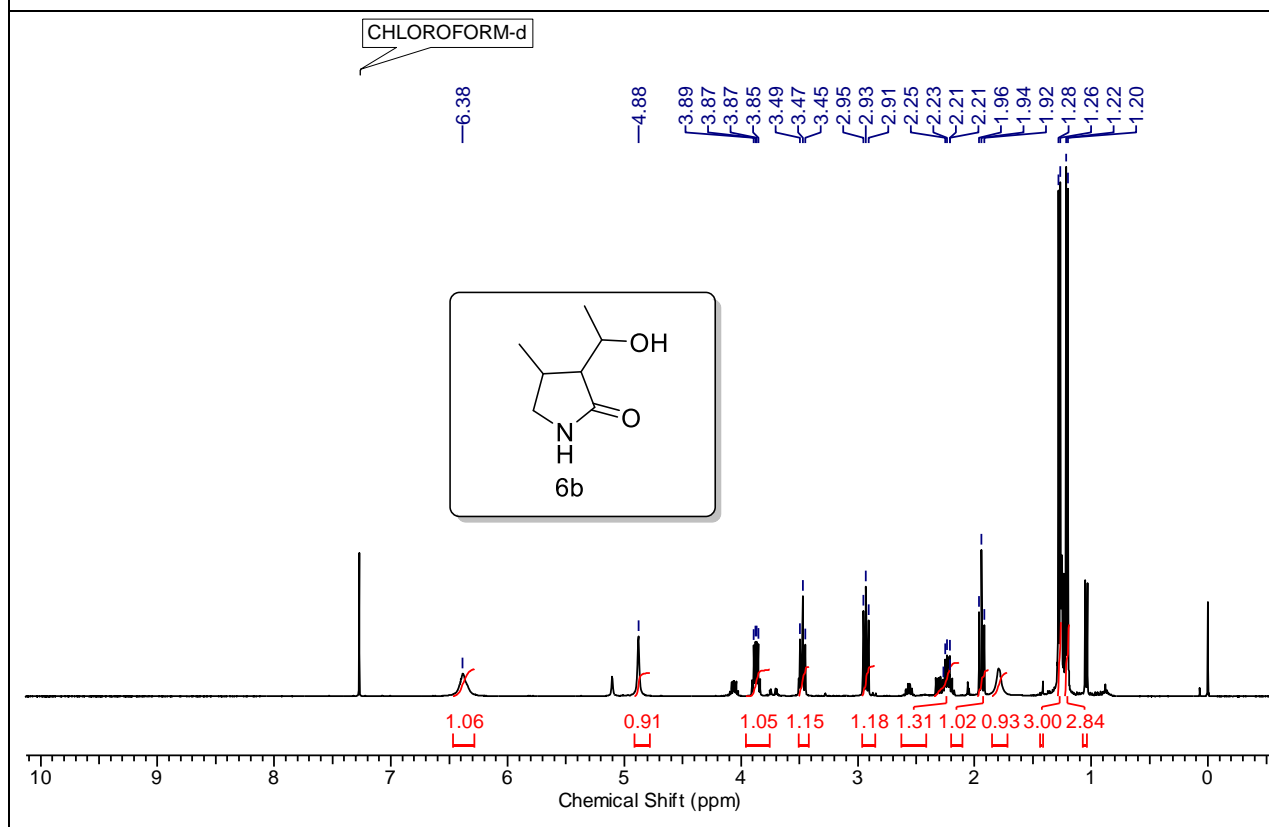 CHLOROFORM-d
6.38
4.88
3.89
3.87
3.87
3.85
3.49
3.47
3.45
2.95
2.93
2.91
2.25
2.23
2.21
2.21
1.96
1.94
1.92
1.28
1.26
1.22
1.20
OH
O
N
H
6b
1.06 0.91 1.05 1.15 1.18 1.31 1.02 0.93 3.00 2.84
10 9 8 7 6 5 4 3 2 1 0
Chemical Shift (ppm)